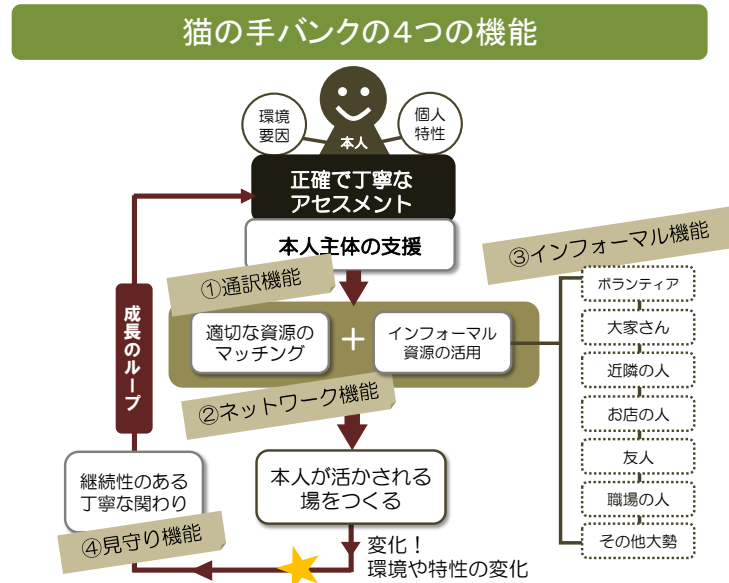 猫の手バンクの4つの機能
環境
要因
個人
特性
本人
正確で丁寧な
アセスメント
本人主体の支援
①通訳機能
③インフォーマル機能
適切な資源の
マッチング
＋
インフォーマル
資源の活用
ボランティア
大家さん
近隣の人
お店の人
友人
職場の人
その他大勢
②ネットワーク機能
成長のループ
本人が活かされる
場をつくる
継続性のある
丁寧な関わり
④見守り機能
変化！
環境や特性の変化